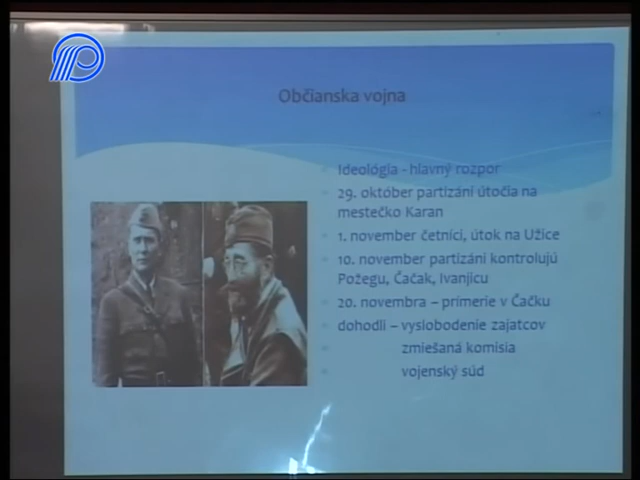 Občianska vojna
Ideológia - hlavný rozpor
29. október partizáni útočia na
mestečko Karan
1. november četníci, útok na Užice
10. november partizáni kontrolujú
Požegu, Čačak, Ivanjicu
20. novembra – prímerie v Čačku
dohodli – vyslobodenie zajatcov
zmiešaná komisia
vojenský súd